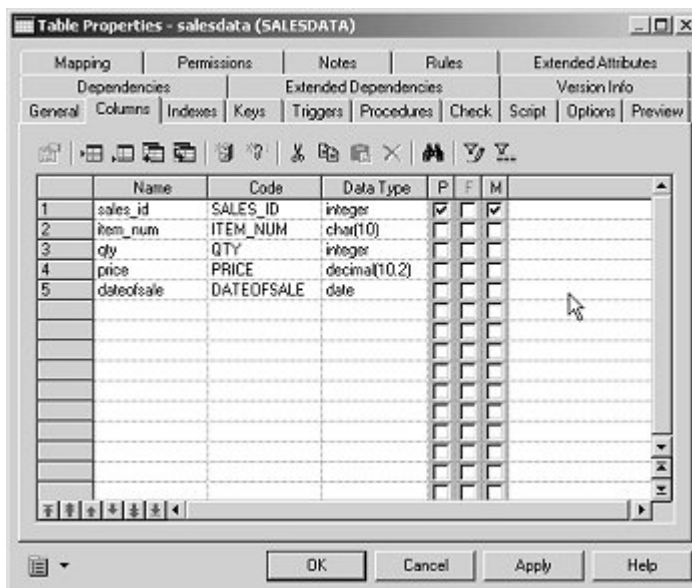 Table Properties - salesdata (SALESDATA)
Mapping Permissions Notes Rules Extended Attributes
Dependencies Extended Dependencies Version Info
General Columns Indexes Keys Triggers Procedures Check Script Options Preview
Name Code Data Type P F M
1 sales_id SALES_ID integer
2 item_num ITEM_NUM char(10)
3 qty QTY integer
4 price PRICE decimal(10,2)
5 dateofsale DATEOFSALE date
OK Cancel Apply Help